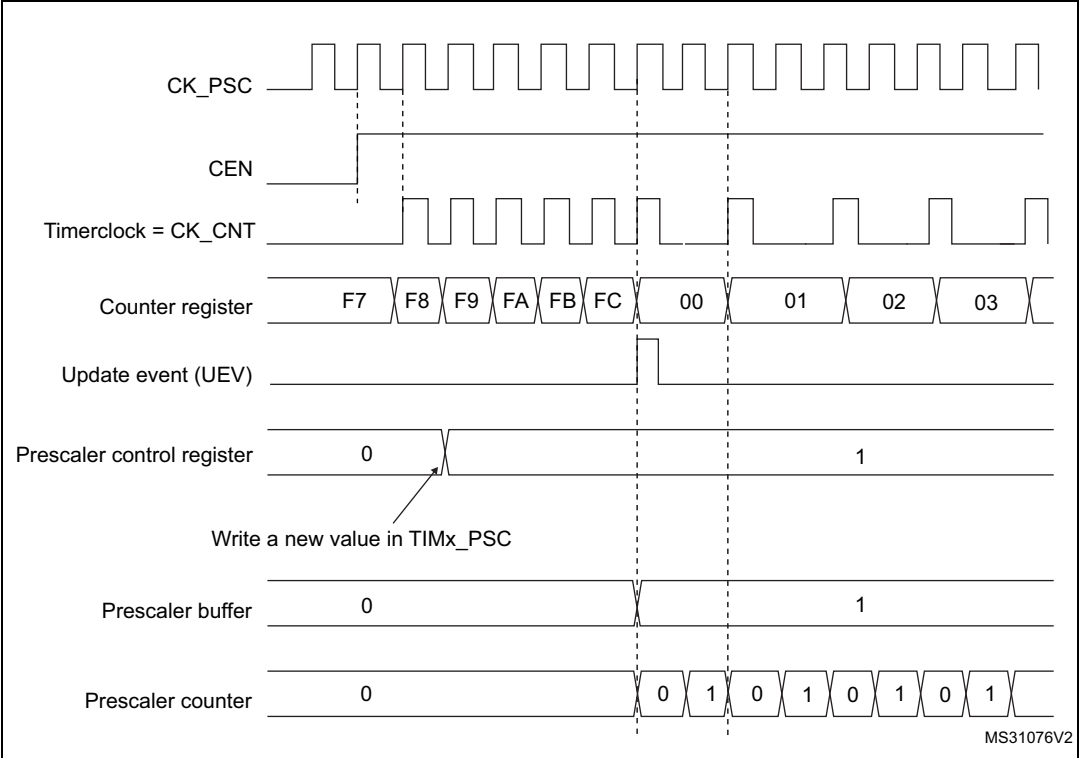 CK_PSC
CEN
Timerclock = CK_CNT
Counter register F7 F8 F9 FA FB FC 00 01 02 03
Update event (UEV)
Prescaler control register 0 1
Write a new value in TIMx_PSC
Prescaler buffer 0 1
Prescaler counter 0 0 1 0 1 0 1 0 1
MS31076V2